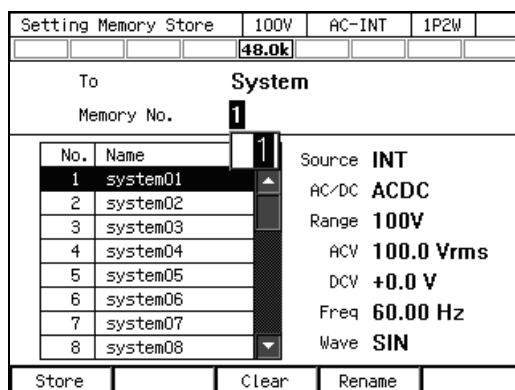 Setting Memory Store 100V AC-INT 1P2W
48.0k
To System
Memory No. 1
1
No. Name
1 system01
2 system02
3 system03
4 system04
5 system05
6 system06
7 system07
8 system08
Source INT
AC/DC ACDC
Range 100V
ACV 100.0 Vrms
DCV +0.0 V
Freq 60.00 Hz
Wave SIN
Store Clear Rename